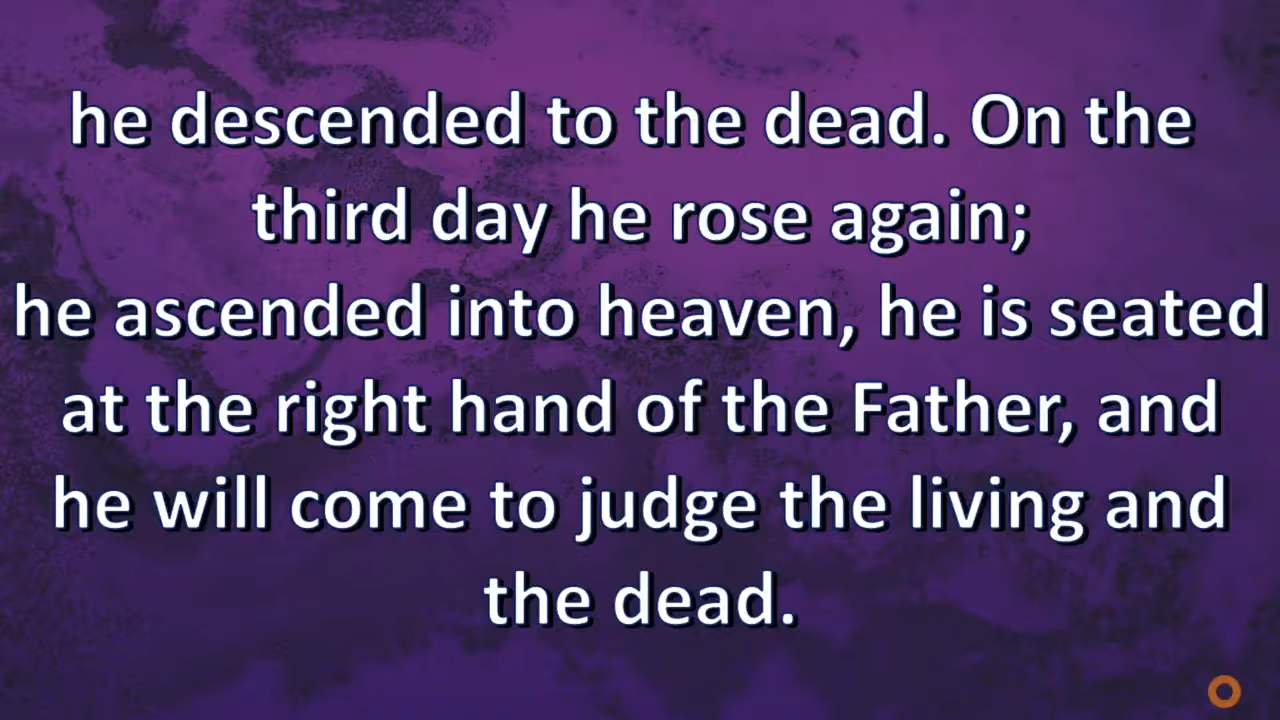 he descended to the dead. On the
third day he rose again;
he ascended into heaven, he is seated
at the right hand of the Father, and
he will come to judge the living and
the dead.